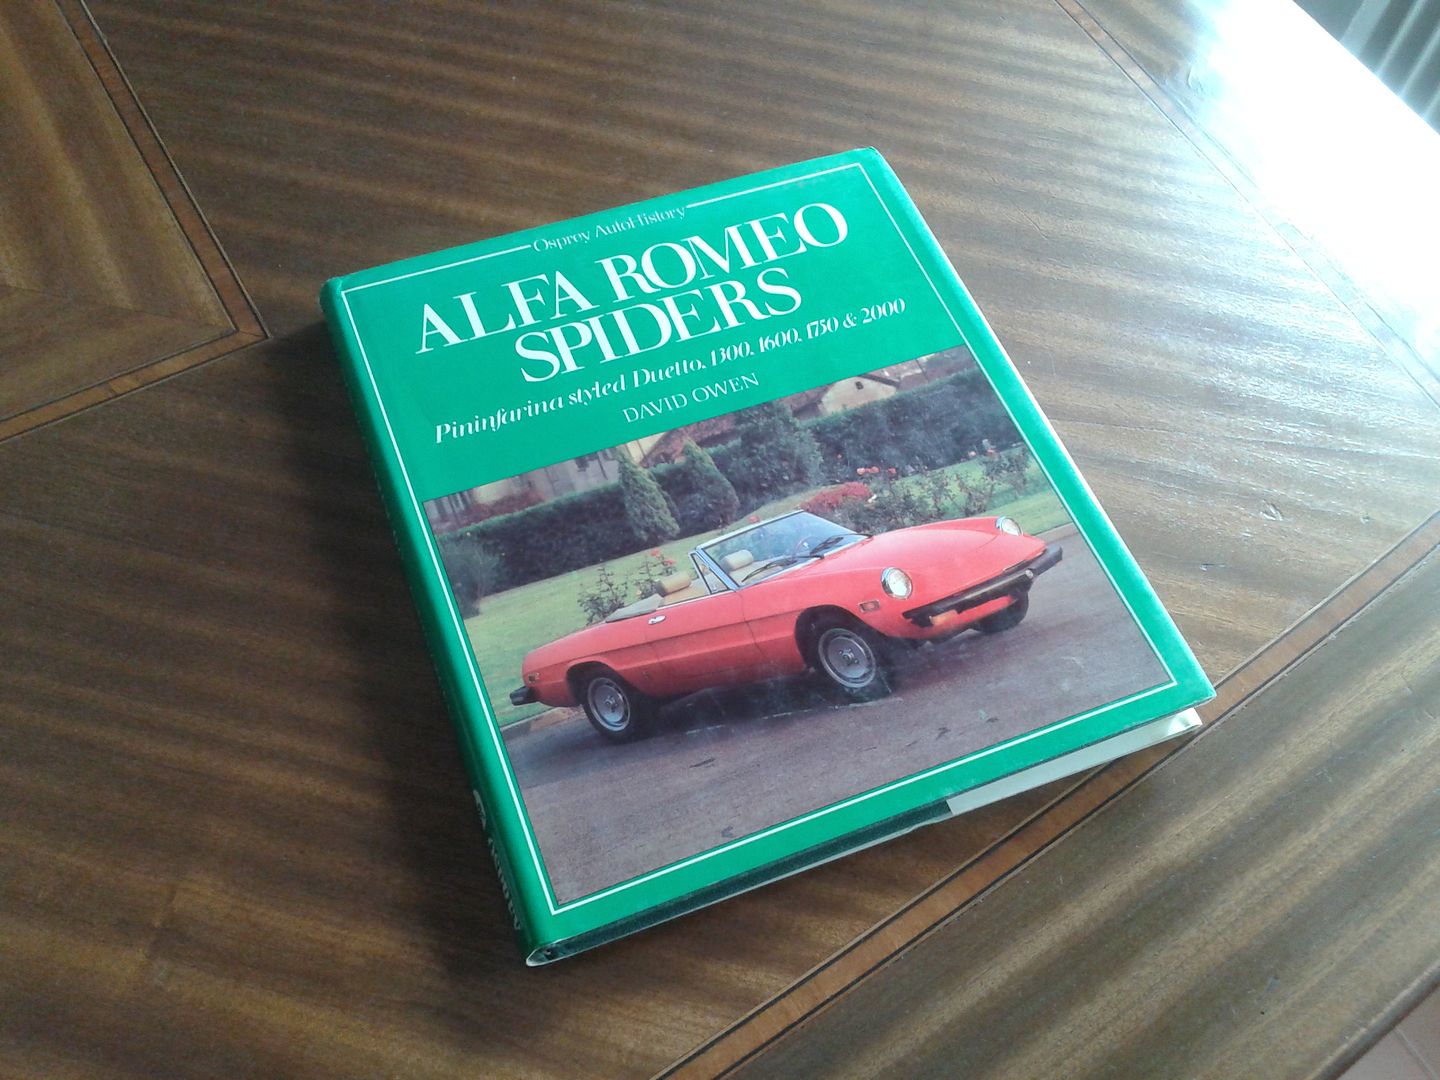 Osprey AutoHistory
ALFA ROMEO
SPIDERS
Pininfarina styled Duetto, 1300, 1600, 1750 & 2000
DAVID OWEN